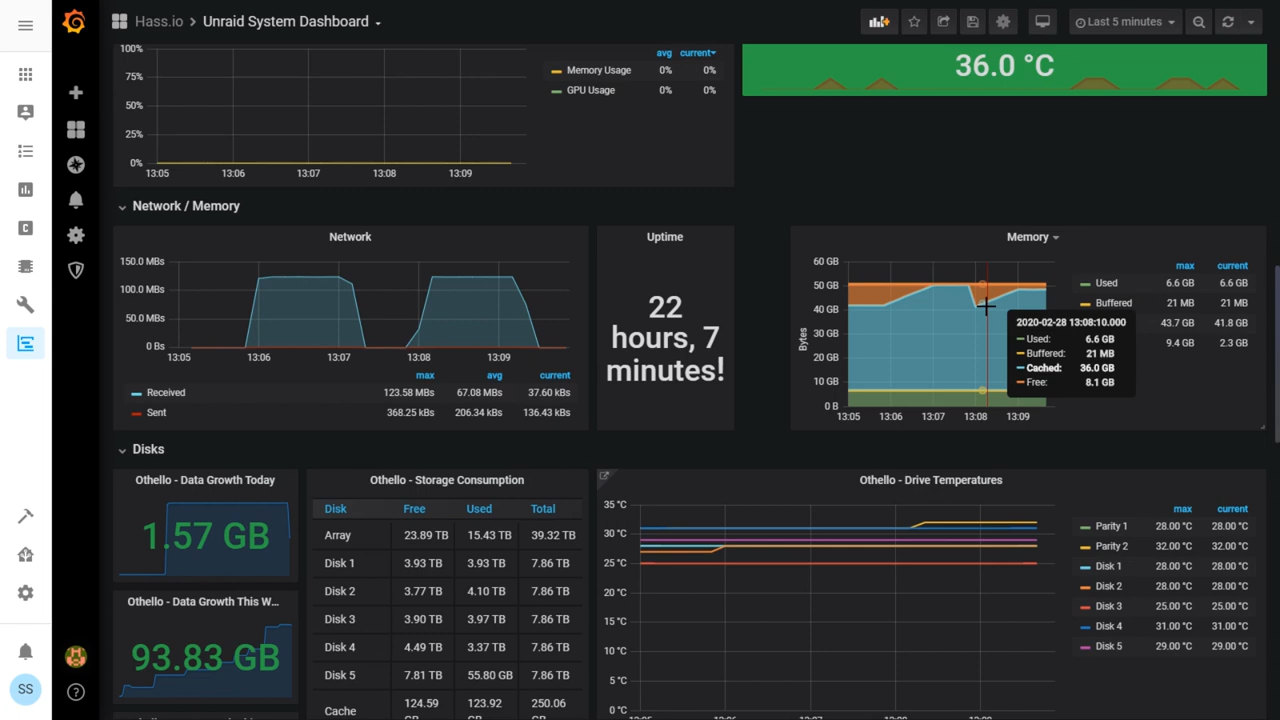 Hass.io > Unraid System Dashboard
Last 5 minutes
100%
75%
50%
25%
0%
13:05 13:06 13:07 13:08 13:09
avg current
Memory Usage 0% 0%
GPU Usage 0% 0%
36.0 °C
Network / Memory
Network
150.0 MBs
100.0 MBs
50.0 MBs
0 Bs
13:05 13:06 13:07 13:08 13:09
max avg current
Received 123.58 MBs 67.08 MBs 37.60 kBs
Sent 368.25 kBs 206.34 kBs 136.43 kBs
Uptime
22
hours, 7
minutes!
Memory
Bytes
60 GB
50 GB
40 GB
30 GB
20 GB
10 GB
0 B
13:05 13:06 13:07 13:08 13:09
max current
Used 6.6 GB 6.6 GB
Buffered 21 MB 21 MB
43.7 GB 41.8 GB
9.4 GB 2.3 GB
2020-02-28 13:08:10.000
Used: 6.6 GB
Buffered: 21 MB
Cached: 36.0 GB
Free: 8.1 GB
Disks
Othello - Data Growth Today
1.57 GB
Othello - Data Growth This W...
93.83 GB
Othello - Storage Consumption
Disk Free Used Total
Array 23.89 TB 15.43 TB 39.32 TB
Disk 1 3.93 TB 3.93 TB 7.86 TB
Disk 2 3.77 TB 4.10 TB 7.86 TB
Disk 3 3.90 TB 3.97 TB 7.86 TB
Disk 4 4.49 TB 3.37 TB 7.86 TB
Disk 5 7.81 TB 55.80 GB 7.86 TB
Cache 124.59 123.92 250.06
Othello - Drive Temperatures
35 °C
30 °C
25 °C
20 °C
15 °C
10 °C
5 °C
0 °C
max current
Parity 1 28.00 °C 28.00 °C
Parity 2 32.00 °C 32.00 °C
Disk 1 28.00 °C 28.00 °C
Disk 2 28.00 °C 28.00 °C
Disk 3 25.00 °C 25.00 °C
Disk 4 31.00 °C 31.00 °C
Disk 5 29.00 °C 29.00 °C
SS